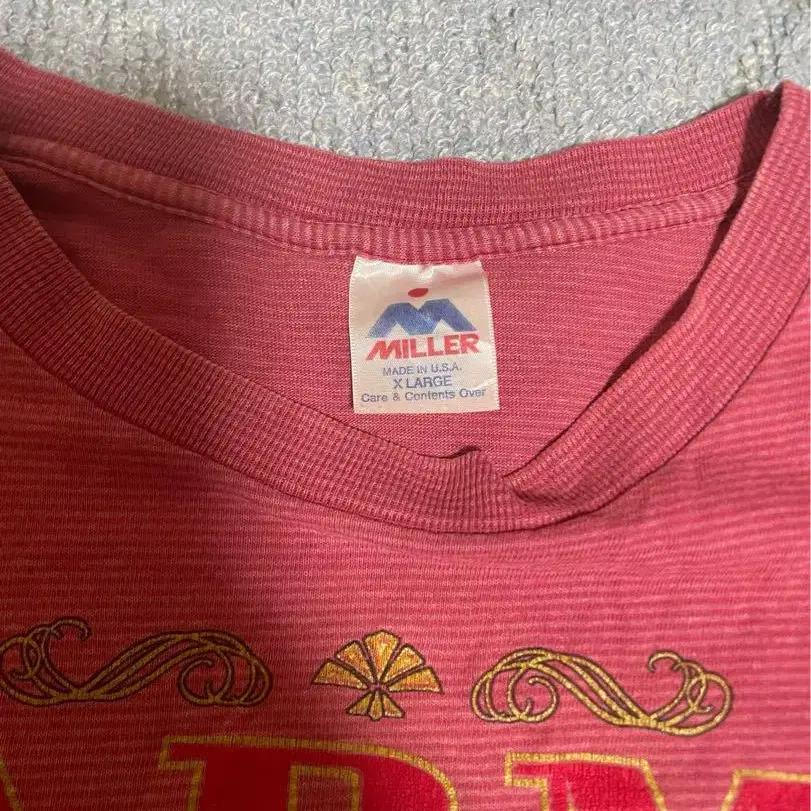 MILLER
MADE IN U.S.A.
X LARGE
Care & Contents Over